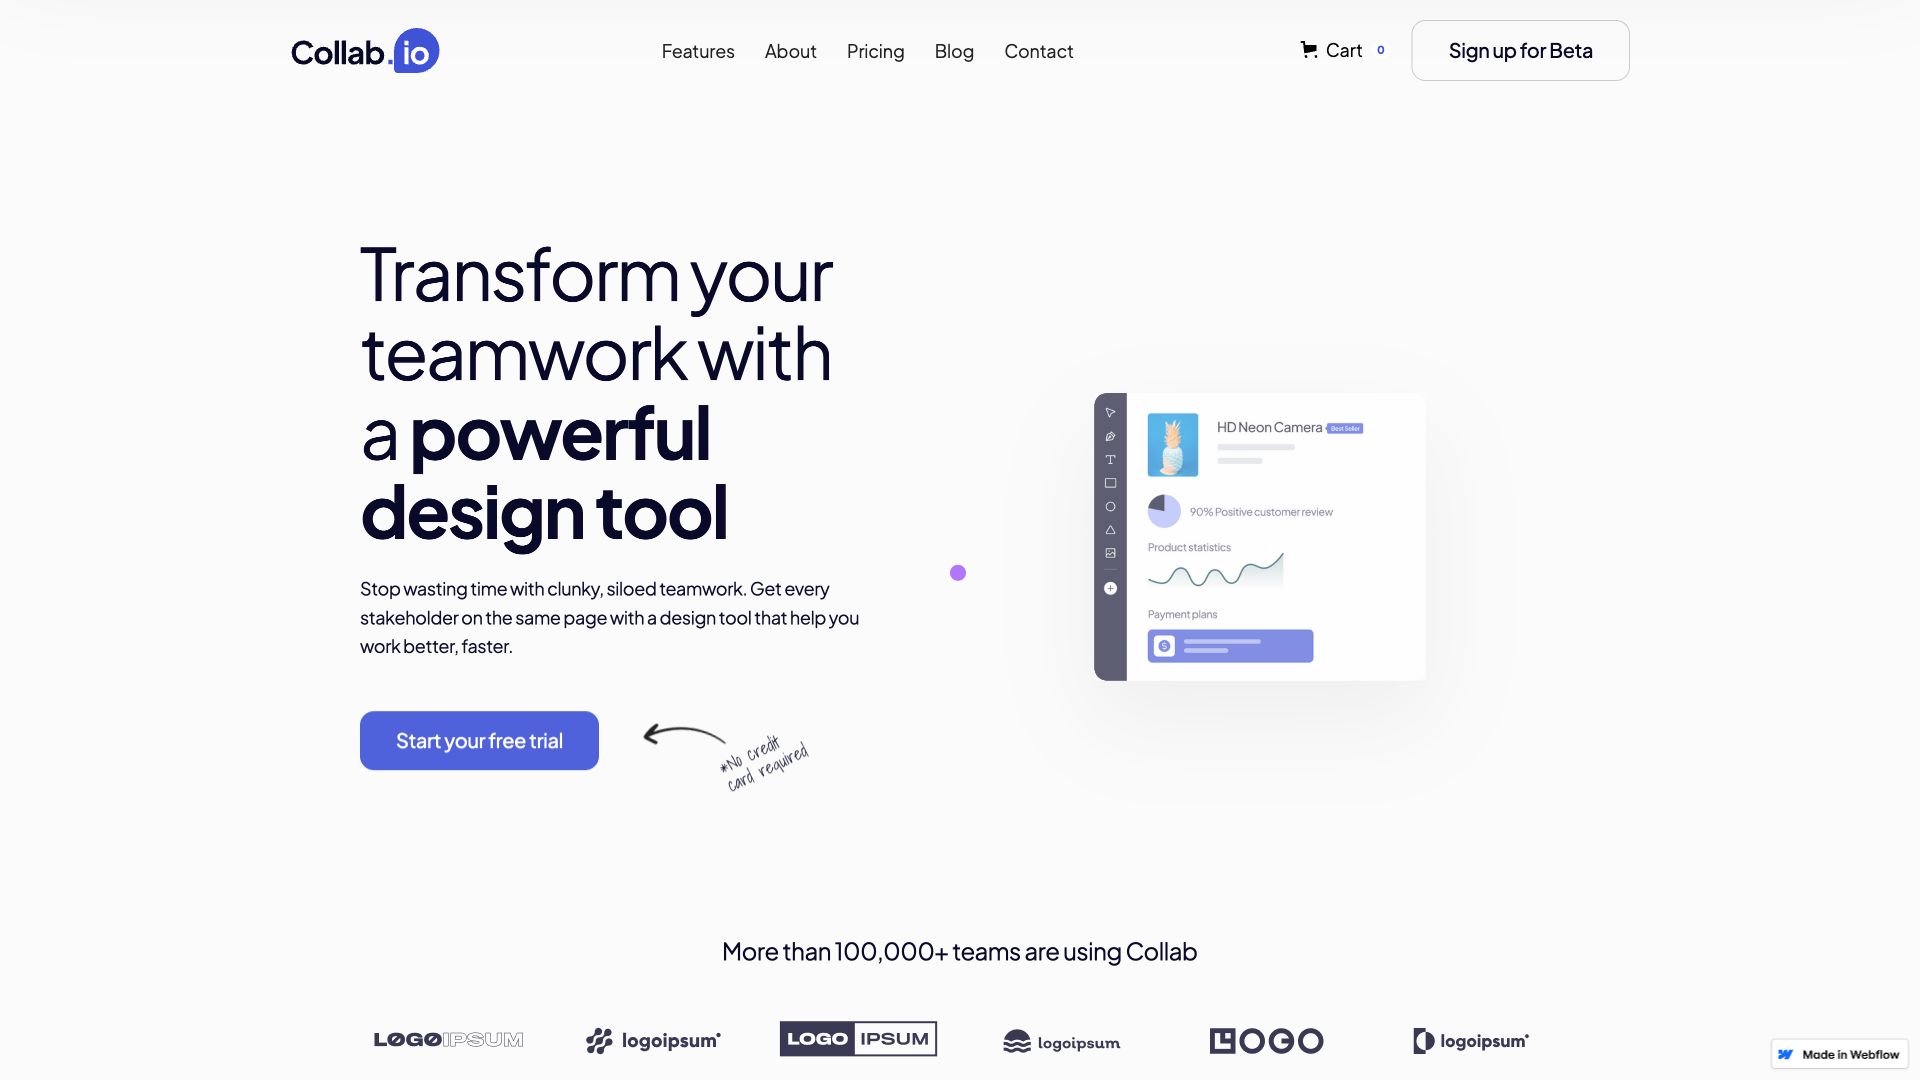 Collab.io
Features
About
Pricing
Blog
Contact
Cart 0
Sign up for Beta
Transform your
teamwork with
a powerful
design tool
Stop wasting time with clunky, siloed teamwork. Get every
stakeholder on the same page with a design tool that help you
work better, faster.
Start your free trial
*No credit
card required
HD Neon Camera
Best Seller
90% Positive customer review
Product statistics
Payment plans
More than 100,000+ teams are using Collab
LOGOIPSUM
logoipsum
LOGO IPSUM
logoipsum
LOGO
logoipsum
Made in Webflow